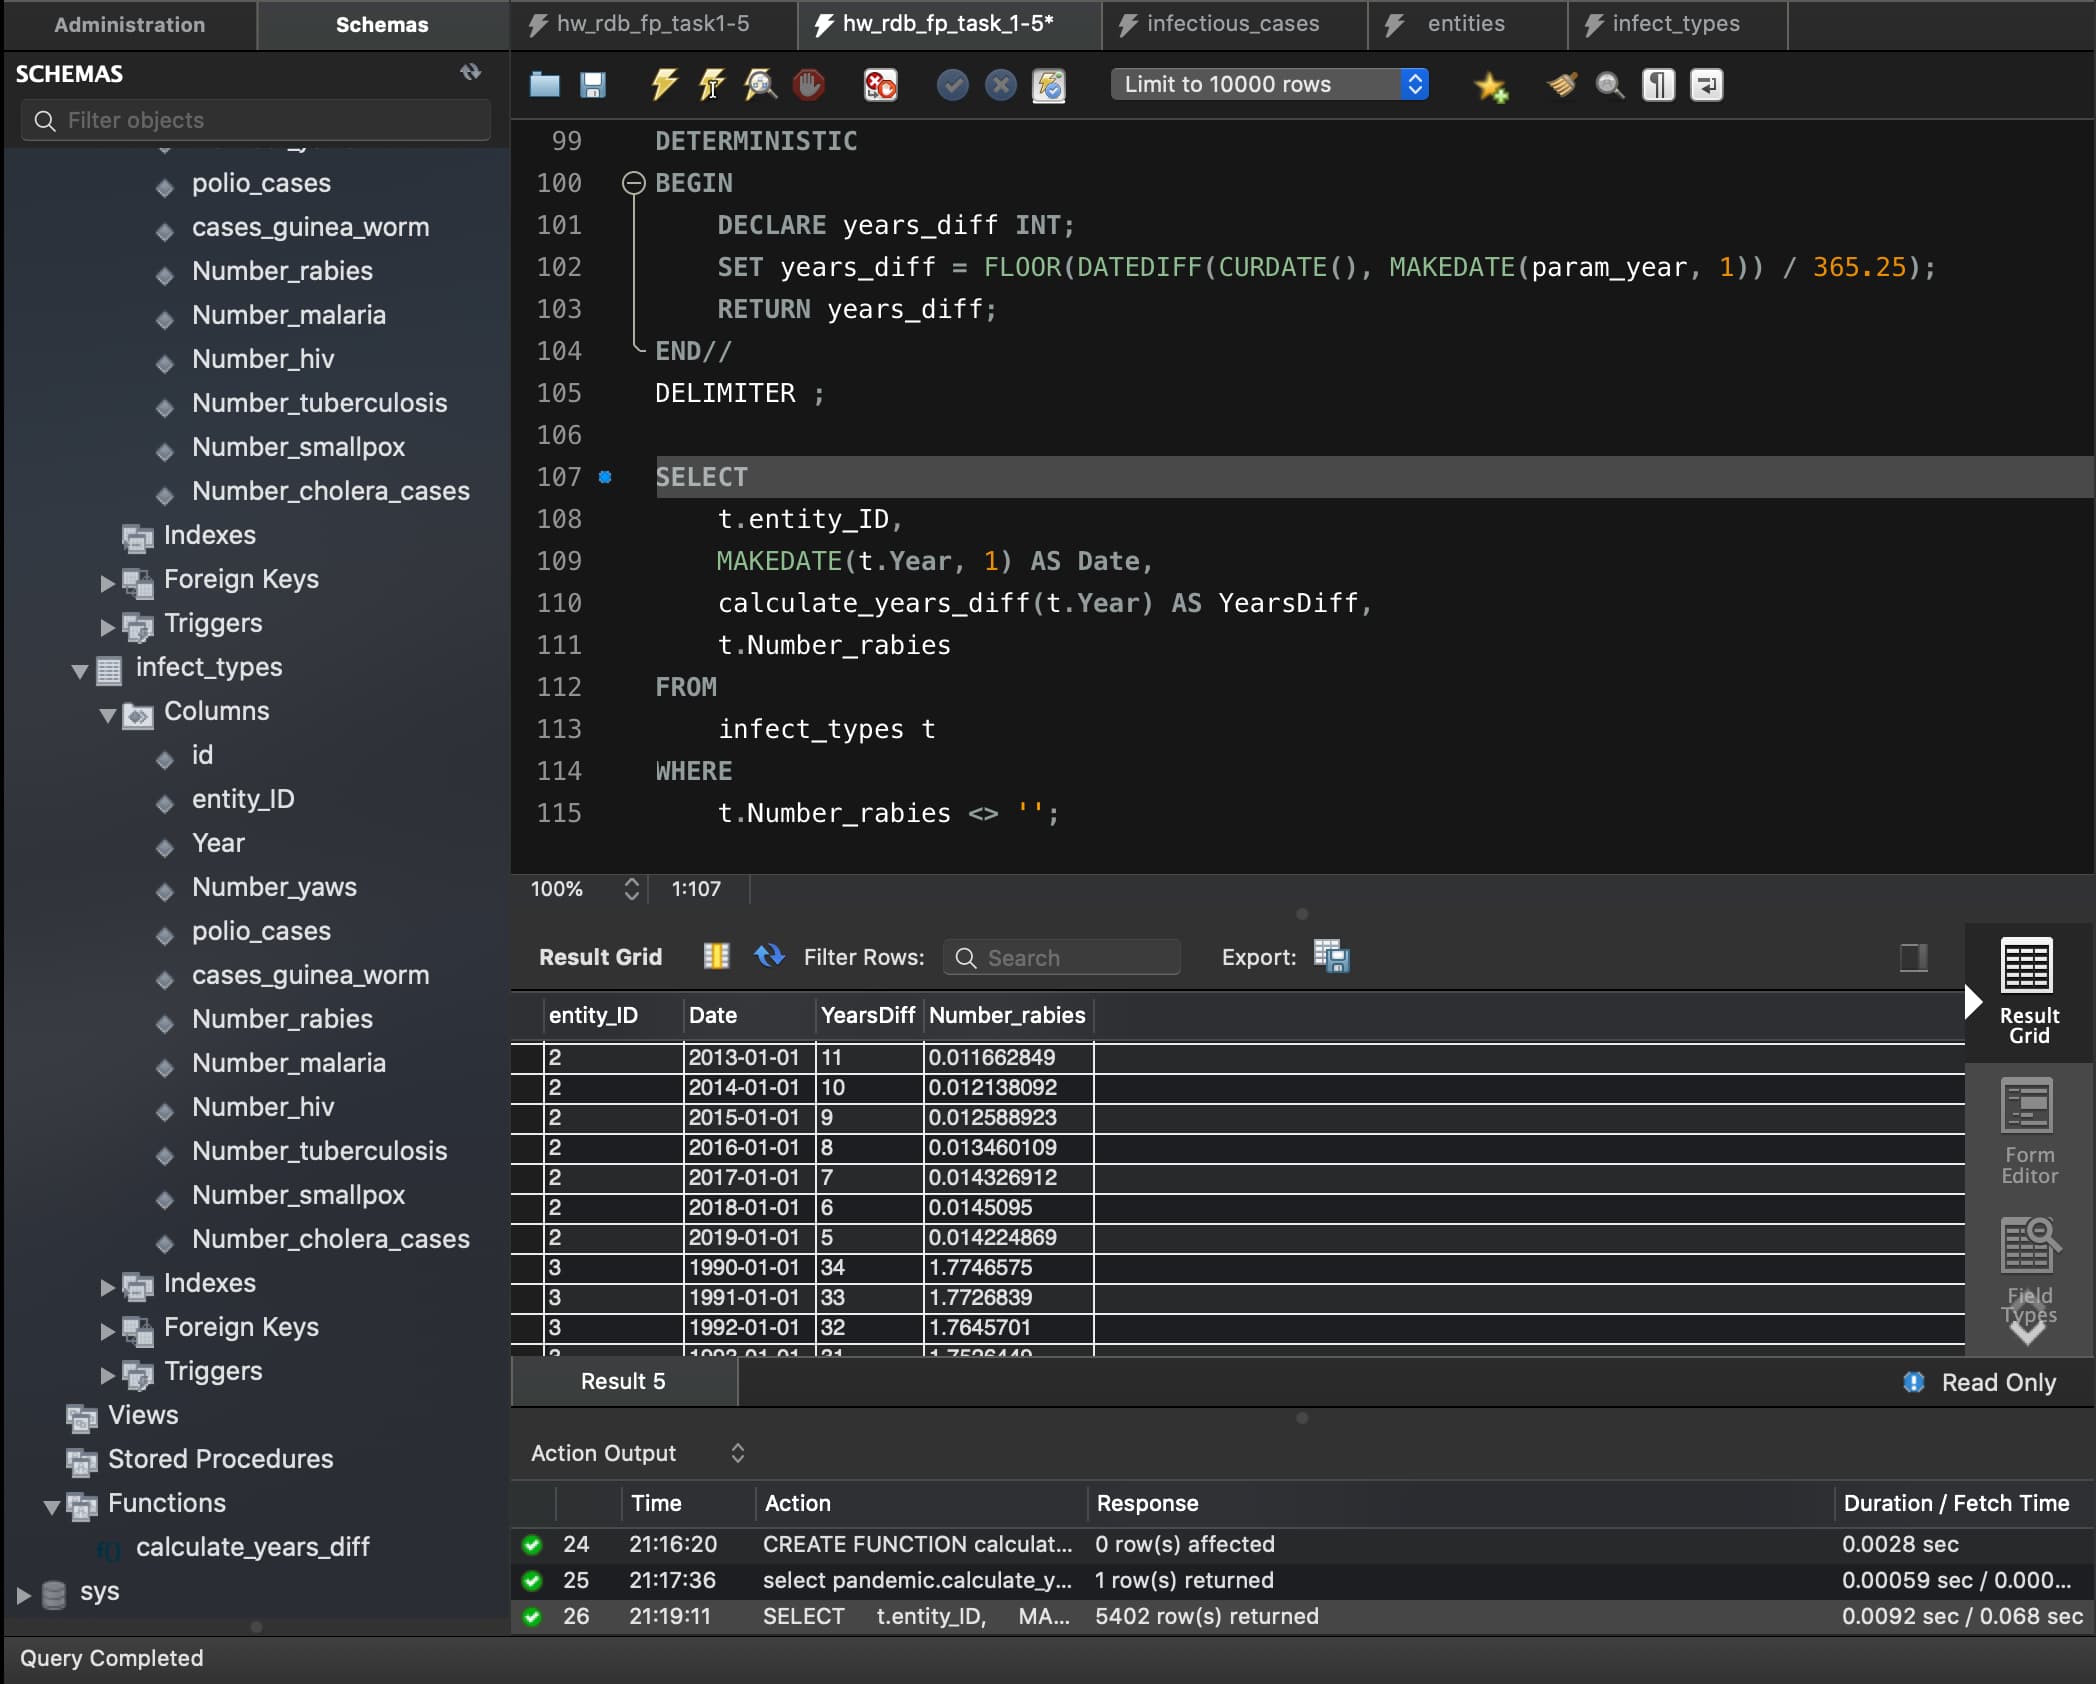 Administration
Schemas
hw_rdb_fp_task1-5
hw_rdb_fp_task_1-5*
infectious_cases
entities
infect_types
SCHEMAS
Filter objects
Limit to 10000 rows
polio_cases
cases_guinea_worm
Number_rabies
Number_malaria
Number_hiv
Number_tuberculosis
Number_smallpox
Number_cholera_cases
Indexes
Foreign Keys
Triggers
infect_types
Columns
id
entity_ID
Year
Number_yaws
polio_cases
cases_guinea_worm
Number_rabies
Number_malaria
Number_hiv
Number_tuberculosis
Number_smallpox
Number_cholera_cases
Indexes
Foreign Keys
Triggers
Views
Stored Procedures
Functions
calculate_years_diff
sys
99 DETERMINISTIC
100 BEGIN
101 DECLARE years_diff INT;
102 SET years_diff = FLOOR(DATEDIFF(CURDATE(), MAKEDATE(param_year, 1)) / 365.25);
103 RETURN years_diff;
104 END//
105 DELIMITER ;
106
107 SELECT
108 t.entity_ID,
109 MAKEDATE(t.Year, 1) AS Date,
110 calculate_years_diff(t.Year) AS YearsDiff,
111 t.Number_rabies
112 FROM
113 infect_types t
114 WHERE
115 t.Number_rabies <> '';
100% 1:107
Result Grid Filter Rows: Search Export:
entity_ID Date YearsDiff Number_rabies
2 2013-01-01 11 0.011662849
2 2014-01-01 10 0.012138092
2 2015-01-01 9 0.012588923
2 2016-01-01 8 0.013460109
2 2017-01-01 7 0.014326912
2 2018-01-01 6 0.0145095
2 2019-01-01 5 0.014224869
3 1990-01-01 34 1.7746575
3 1991-01-01 33 1.7726839
3 1992-01-01 32 1.7645701
Result
Grid
Form
Editor
Field
Types
Result 5
Read Only
Action Output
Time Action Response Duration / Fetch Time
24 21:16:20 CREATE FUNCTION calculat... 0 row(s) affected 0.0028 sec
25 21:17:36 select pandemic.calculate_y... 1 row(s) returned 0.00059 sec / 0.000...
26 21:19:11 SELECT t.entity_ID, MA... 5402 row(s) returned 0.0092 sec / 0.068 sec
Query Completed